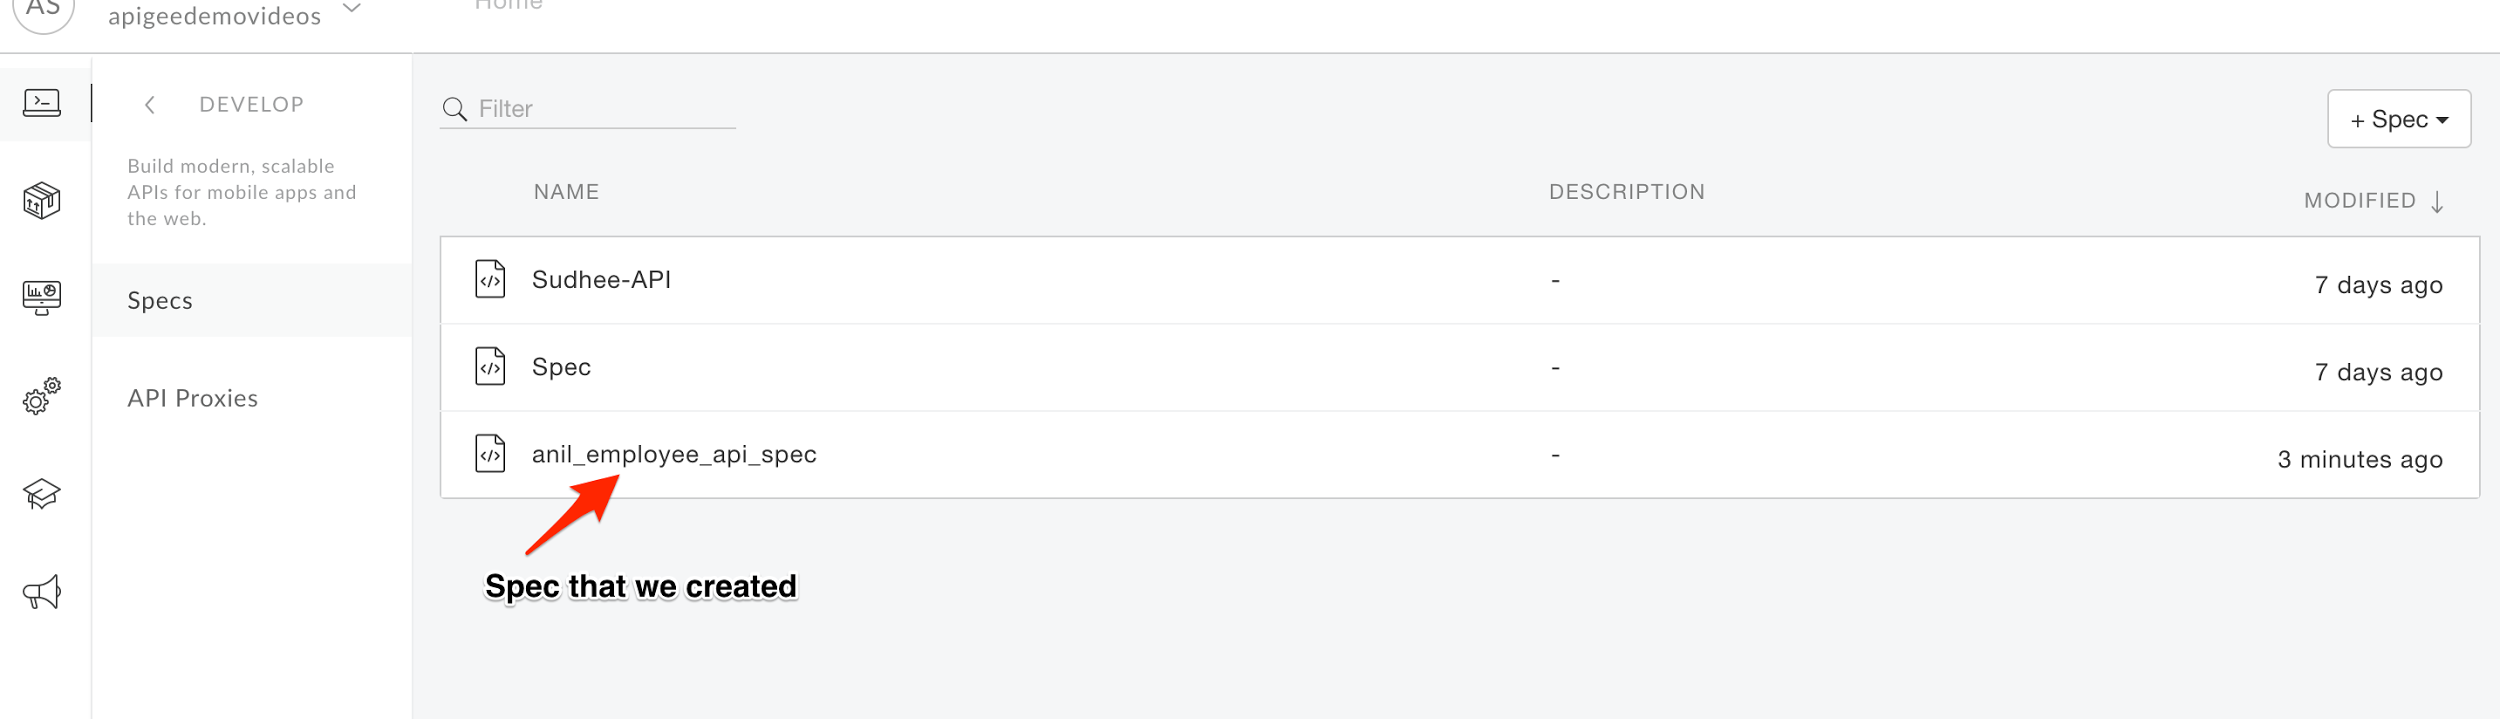 AS
apigeedemovideos
Home
DEVELOP
Build modern, scalable
APIs for mobile apps and
the web.
Specs
API Proxies
Filter
+ Spec
NAME DESCRIPTION MODIFIED
Sudhee-API - 7 days ago
Spec - 7 days ago
anil_employee_api_spec - 3 minutes ago
Spec that we created